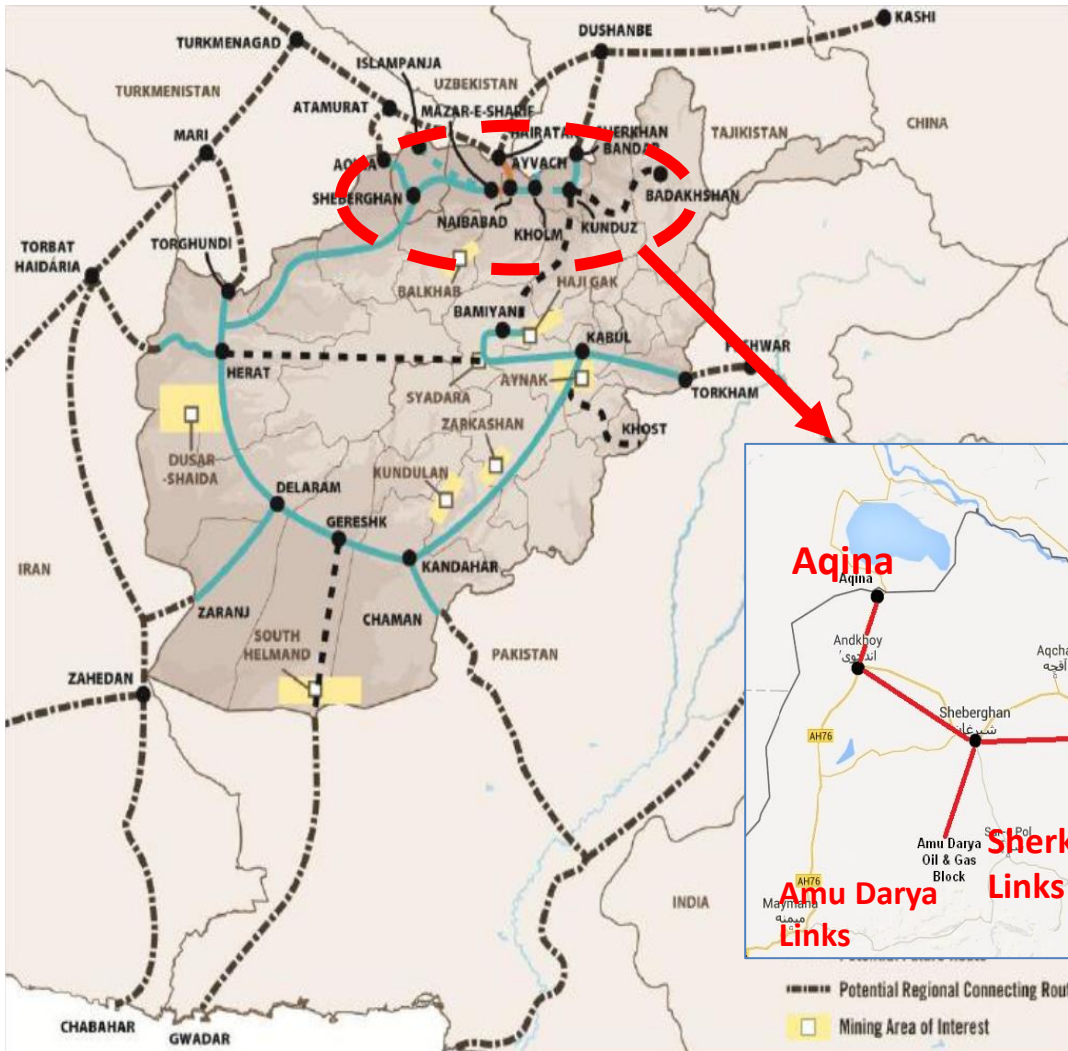 KASHI
DUSHANBE
TURKMENAGAD
ISLAMPANJA
UZBEKISTAN
TURKMENISTAN
ATAMURAT
MAZAR-E-SHARIF
HAIRATAN
SHERKHAN
BANDAR
TAJIKISTAN
CHINA
MARI
AQINA
AYVACH
SHEBERGHAN
BADAKHSHAN
NAIBABAD
KUNDUZ
KHOLM
TORBAT
HAIDÁRIA
TORGHUNDI
BALKHAB
HAJI GAK
BAMIYAN
KABUL
HERAT
SYADARA
AYNAK
TORKHAM
ZARKASHAN
KHOST
DUSAR
-SHAIDA
KUNDULAN
DELARAM
GERESHK
KANDAHAR
IRAN
ZARANJ
CHAMAN
SOUTH
HELMAND
PAKISTAN
ZAHEDAN
INDIA
CHABAHAR
GWADAR
Aqina
Aqina
Andkhoy
Aqcha
آقچه
Sheberghan
شبرغان
AH76
Amu Darya
Oil & Gas
Block
Sherk
Links
AH76
Amu Darya
Links
Maymana
میمنه
Potential Regional Connecting Rout
Mining Area of Interest